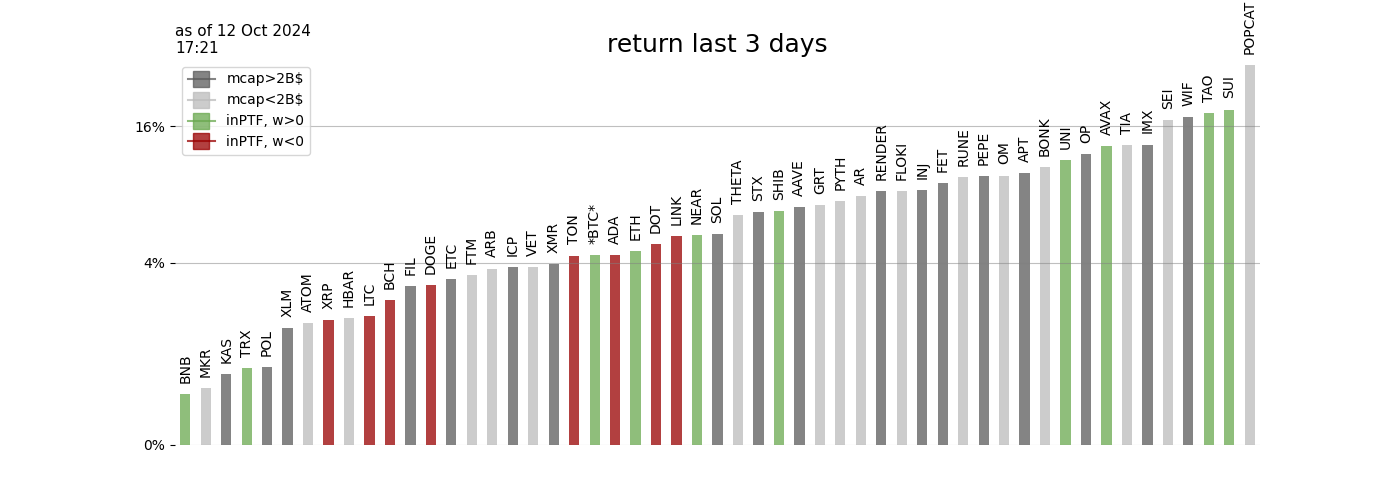 as of 12 Oct 2024
17:21
return last 3 days
mcap>2B$
mcap<2B$
inPTF, w>0
inPTF, w<0
16%
4%
0%
BNB
MKR
KAS
TRX
POL
XLM
ATOM
XRP
HBAR
LTC
BCH
FIL
DOGE
ETC
FTM
ARB
ICP
VET
XMR
TON
*BTC*
ADA
ETH
DOT
LINK
NEAR
SOL
THETA
STX
SHIB
AAVE
GRT
PYTH
AR
RENDER
FLOKI
INJ
FET
RUNE
PEPE
OM
APT
BONK
UNI
OP
AVAX
TIA
IMX
SEI
WIF
TAO
SUI
POPCAT